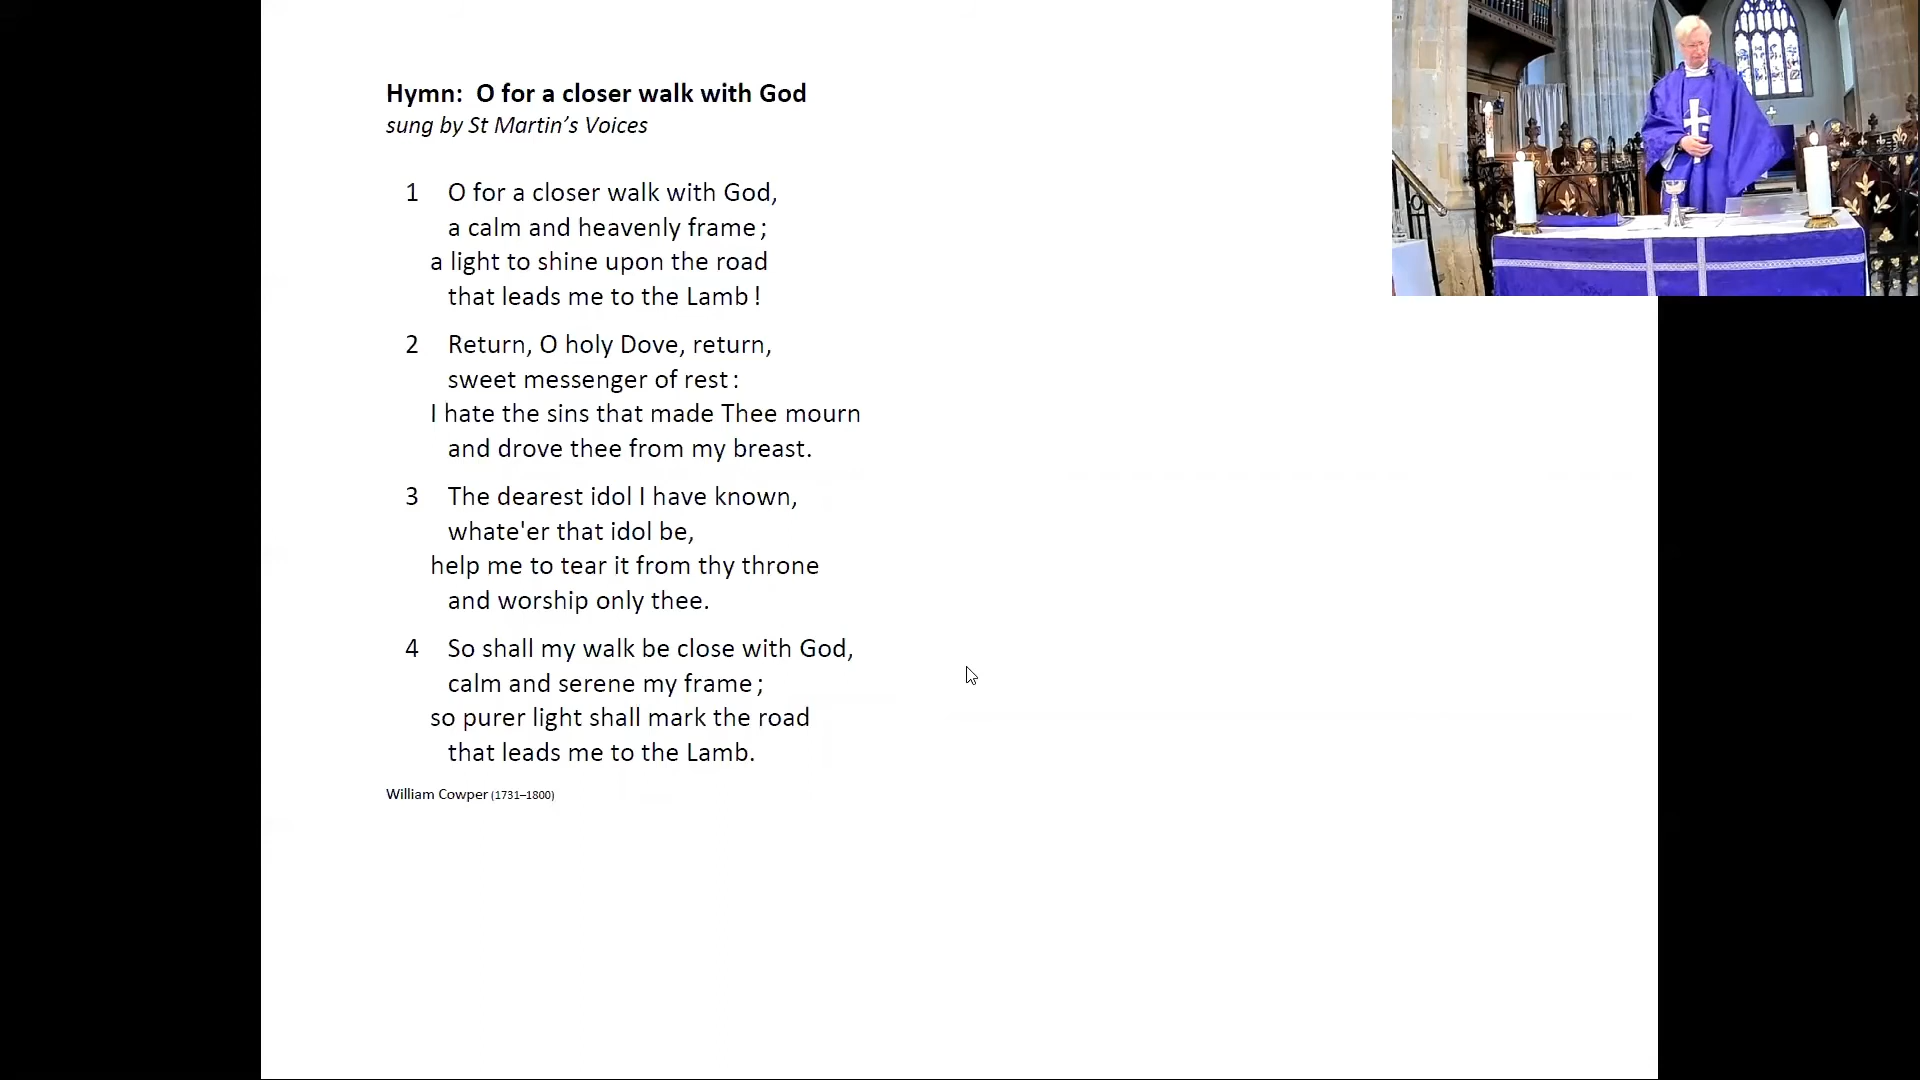 Hymn: O for a closer walk with God
sung by St Martin's Voices
1 O for a closer walk with God,
a calm and heavenly frame;
a light to shine upon the road
that leads me to the Lamb!
2 Return, O holy Dove, return,
sweet messenger of rest:
I hate the sins that made Thee mourn
and drove thee from my breast.
3 The dearest idol I have known,
whate'er that idol be,
help me to tear it from thy throne
and worship only thee.
4 So shall my walk be close with God,
calm and serene my frame;
so purer light shall mark the road
that leads me to the Lamb.
William Cowper (1731–1800)